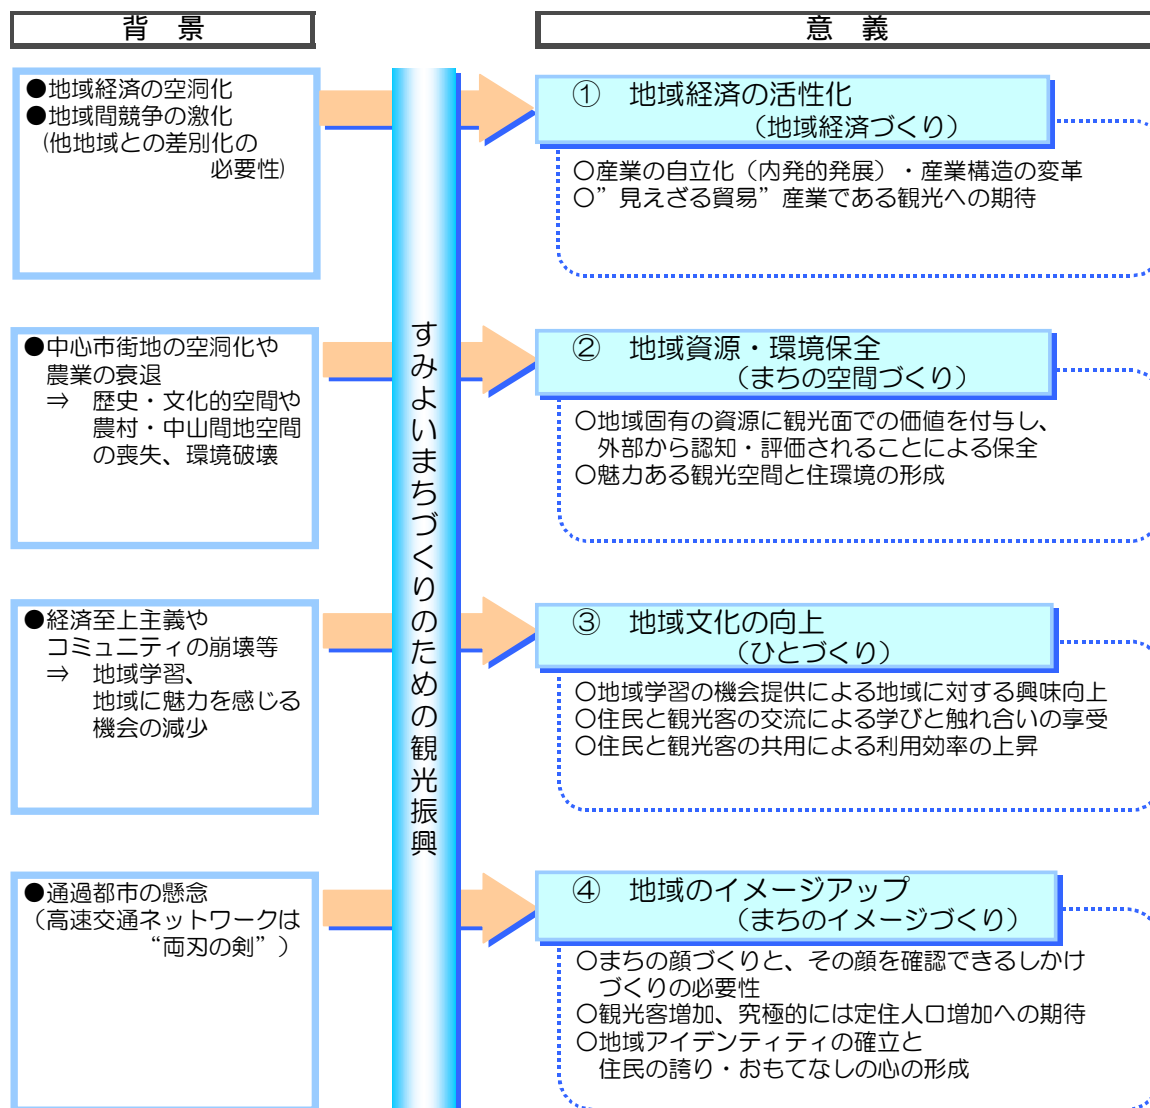 背　景
意　義
●地域経済の空洞化
●地域間競争の激化
(他地域との差別化の
必要性)
①　地域経済の活性化
（地域経済づくり）
○産業の自立化（内発的発展）・産業構造の変革
○”見えざる貿易”産業である観光への期待
すみよいまちづくりのための観光振興
●中心市街地の空洞化や
農業の衰退
⇒　歴史・文化的空間や
農村・中山間地空間
の喪失、環境破壊
②　地域資源・環境保全
（まちの空間づくり）
○地域固有の資源に観光面での価値を付与し、
外部から認知・評価されることによる保全
○魅力ある観光空間と住環境の形成
●経済至上主義や
コミュニティの崩壊等
⇒　地域学習、
地域に魅力を感じる
機会の減少
③　地域文化の向上
（ひとづくり）
○地域学習の機会提供による地域に対する興味向上
○住民と観光客の交流による学びと触れ合いの享受
○住民と観光客の共用による利用効率の上昇
●通過都市の懸念
（高速交通ネットワークは
“両刃の剣”）
④　地域のイメージアップ
（まちのイメージづくり）
○まちの顔づくりと、その顔を確認できるしかけ
づくりの必要性
○観光客増加、究極的には定住人口増加への期待
○地域アイデンティティの確立と
住民の誇り・おもてなしの心の形成